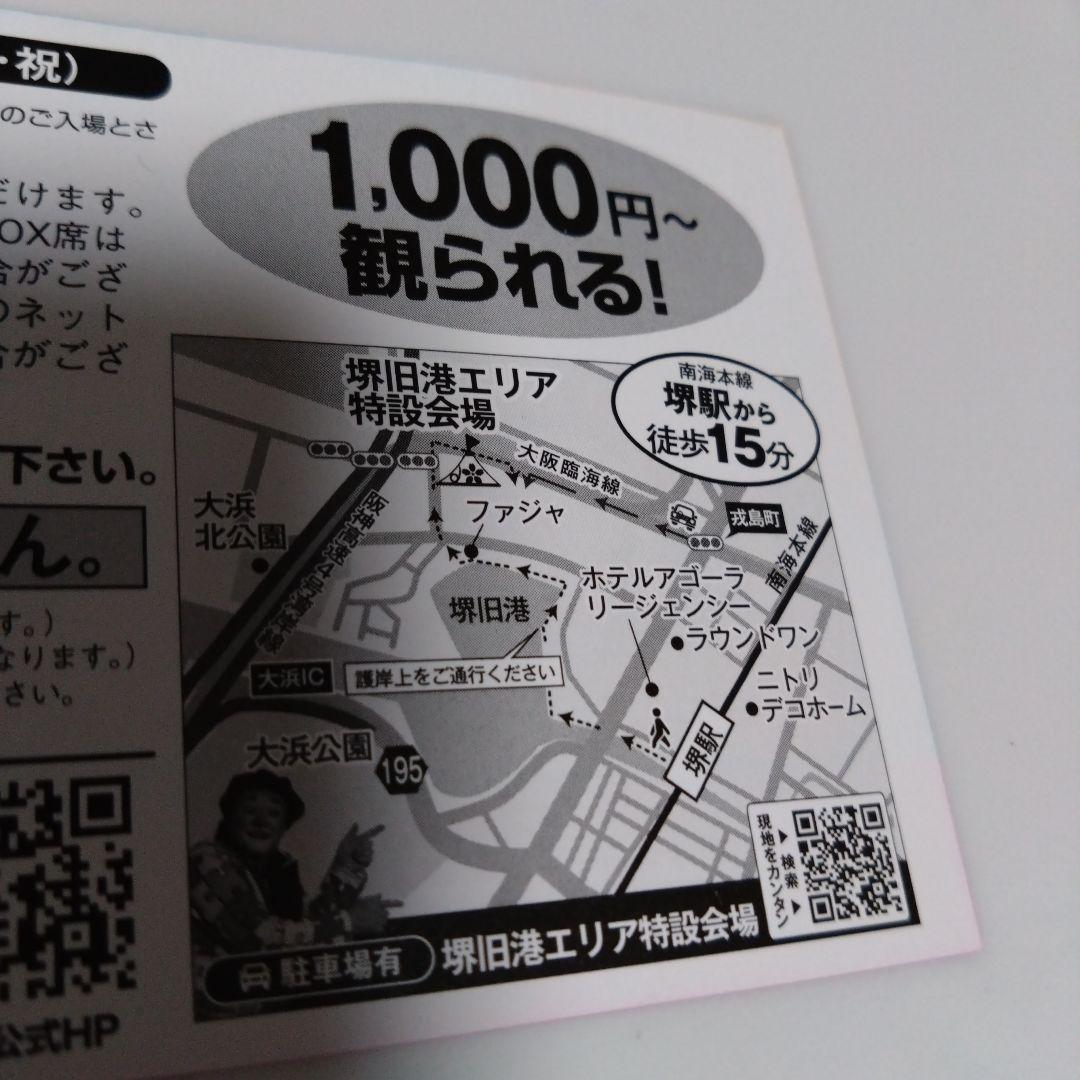 ・祝）
のご入場とさ
だけます。
OX席は
合がござ
のネット
合がござ
下さい。
ん。
す。）
なります。）
さい。
公式HP
1,000円～
観られる！
南海本線
堺駅から
徒歩15分
堺旧港エリア
特設会場
大阪臨海線
戎島町
大浜
北公園
阪神高速4号湾岸線
ファジャ
南海本線
ホテルアゴーラ
リージェンシー
堺旧港
ラウンドワン
大浜IC
護岸上をご通行ください
ニトリ
デコホーム
大浜公園
195
堺駅
現地をカンタン
検索
駐車場有
堺旧港エリア特設会場